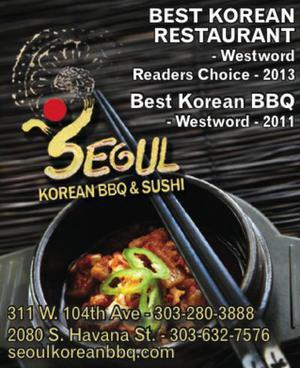 BEST KOREAN
RESTAURANT
- Westword
Readers Choice - 2013
Best Korean BBQ
- Westword - 2011
SEOUL
KOREAN BBQ & SUSHI
311 W. 104th Ave - 303-280-3888
2080 S. Havana St. - 303-632-7576
seoulkoreanbbq.com